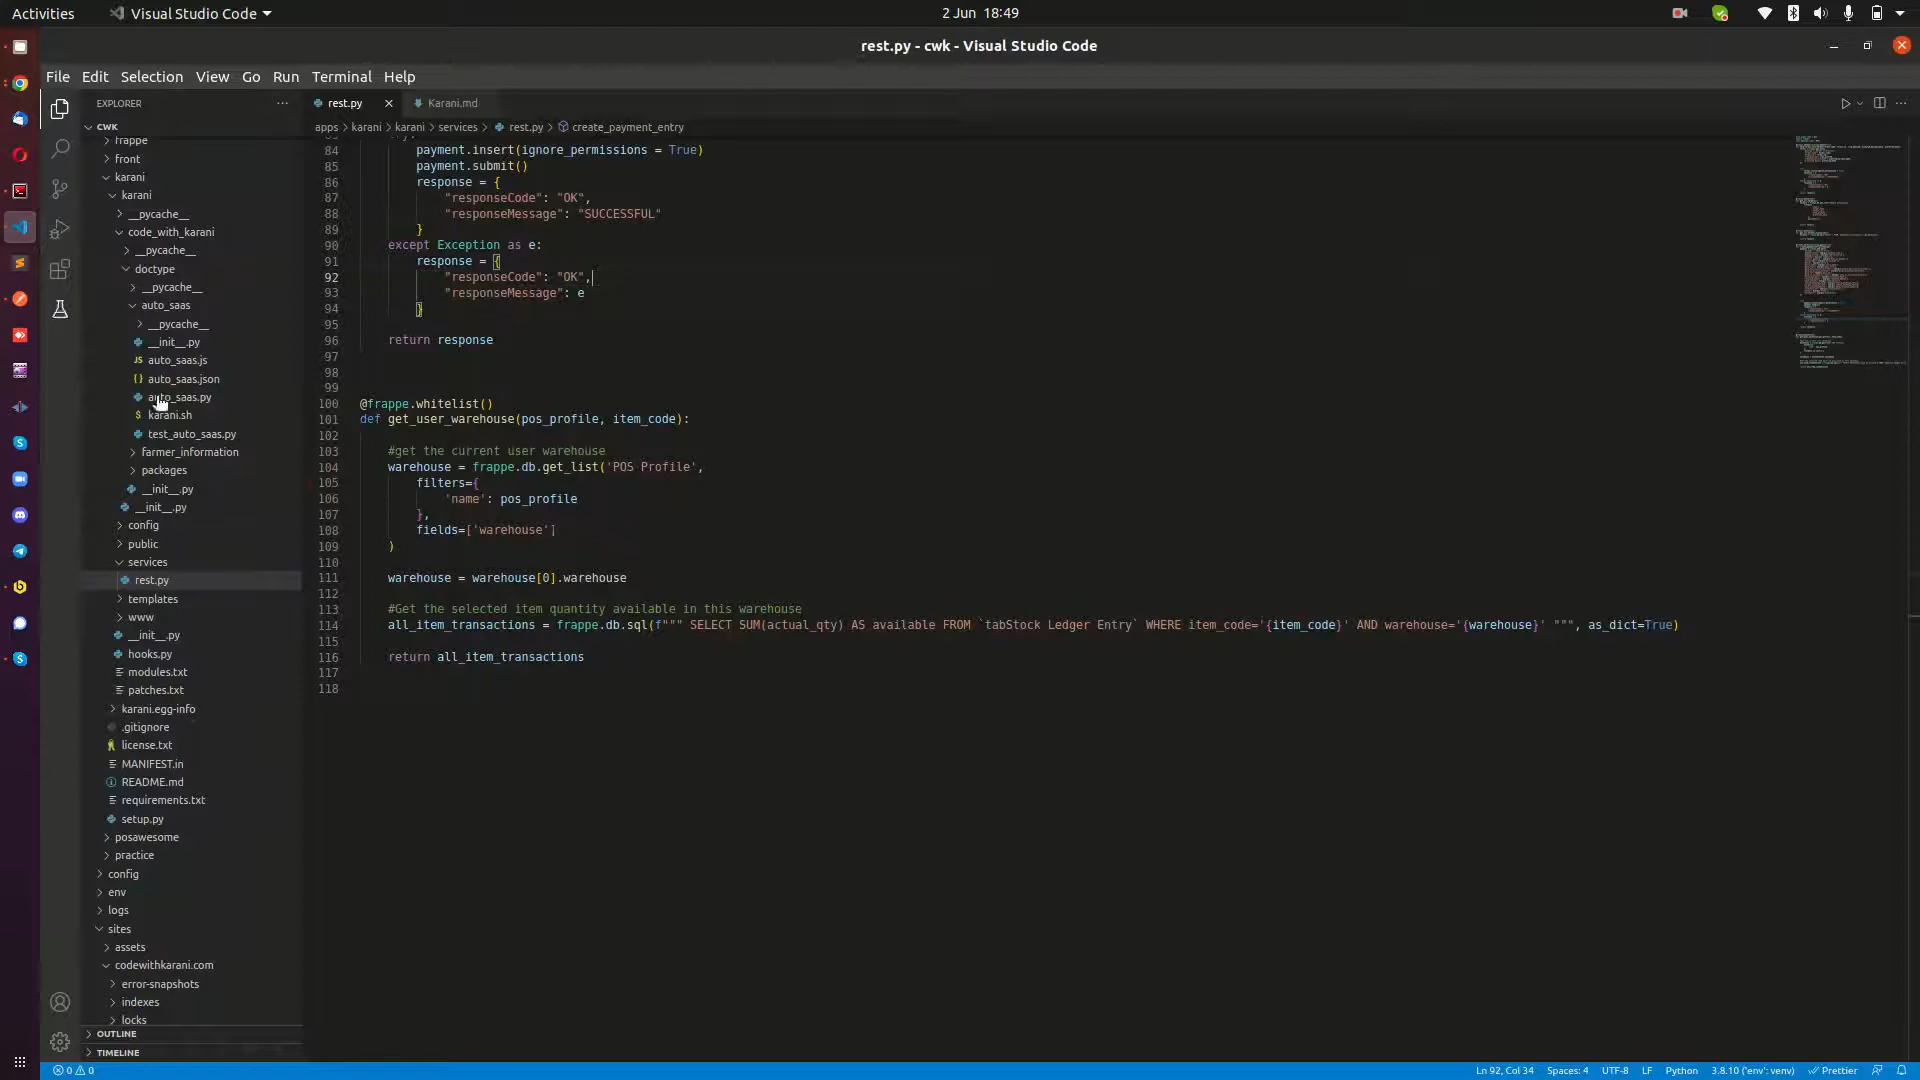 Activities
Visual Studio Code
2 Jun 18:49
rest.py - cwk - Visual Studio Code
File Edit Selection View Go Run Terminal Help
EXPLORER
CWK
frappe
front
karani
karani
__pycache__
code_with_karani
__pycache__
doctype
__pycache__
auto_saas
__pycache__
__init__.py
JS auto_saas.js
{} auto_saas.json
auto_saas.py
$ karani.sh
test_auto_saas.py
farmer_information
packages
__init__.py
__init__.py
config
public
services
rest.py
templates
www
__init__.py
hooks.py
modules.txt
patches.txt
karani.egg-info
.gitignore
license.txt
MANIFEST.in
README.md
requirements.txt
setup.py
posawesome
practice
config
env
logs
sites
assets
codewithkarani.com
error-snapshots
indexes
locks
OUTLINE
TIMELINE
rest.py
Karani.md
apps > karani > karani > services > rest.py > create_payment_entry
84 payment.insert(ignore_permissions = True)
85 payment.submit()
86 response = {
87 "responseCode": "OK",
88 "responseMessage": "SUCCESSFUL"
89 }
90 except Exception as e:
91 response = {
92 "responseCode": "OK",
93 "responseMessage": e
94 }
95
96 return response
97
98
99
100 @frappe.whitelist()
101 def get_user_warehouse(pos_profile, item_code):
102
103 #get the current user warehouse
104 warehouse = frappe.db.get_list('POS Profile',
105 filters={
106 'name': pos_profile
107 },
108 fields=['warehouse']
109 )
110
111 warehouse = warehouse[0].warehouse
112
113 #Get the selected item quantity available in this warehouse
114 all_item_transactions = frappe.db.sql(f""" SELECT SUM(actual_qty) AS available FROM `tabStock Ledger Entry` WHERE item_code='{item_code}' AND warehouse='{warehouse}' """, as_dict=True)
115
116 return all_item_transactions
117
118
0 0
Ln 92, Col 34 Spaces: 4 UTF-8 LF Python 3.8.10 ('env': venv) Prettier